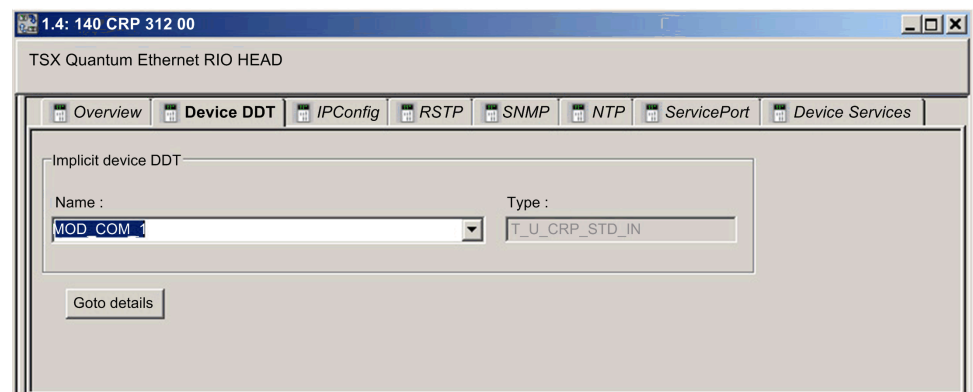 1.4: 140 CRP 312 00
TSX Quantum Ethernet RIO HEAD
Overview Device DDT IPConfig RSTP SNMP NTP ServicePort Device Services
Implicit device DDT
Name : Type :
MOD_COM_1 T_U_CRP_STD_IN
Goto details